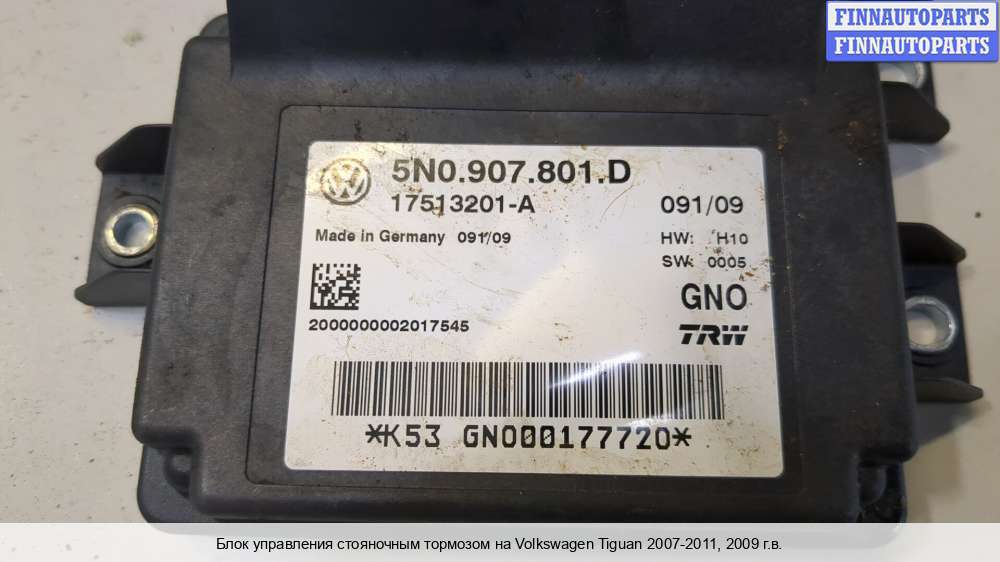 FINNAUTOPARTS
FINNAUTOPARTS
5N0.907.801.D
17513201-A 091/09
Made in Germany 091/09 HW: H10
SW: 0005
GNO
2000000002017545 TRW
*K53 GNO00177720*
Блок управления стояночным тормозом на Volkswagen Tiguan 2007-2011, 2009 г.в.